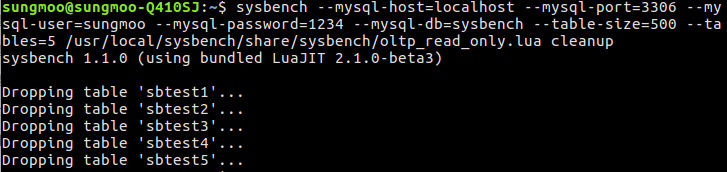 sungmoo@sungmoo-Q410SJ:~$ sysbench --mysql-host=localhost --mysql-port=3306 --my
sql-user=sungmoo --mysql-password=1234 --mysql-db=sysbench --table-size=500 --ta
bles=5 /usr/local/sysbench/share/sysbench/oltp_read_only.lua cleanup
sysbench 1.1.0 (using bundled LuaJIT 2.1.0-beta3)
Dropping table 'sbtest1'...
Dropping table 'sbtest2'...
Dropping table 'sbtest3'...
Dropping table 'sbtest4'...
Dropping table 'sbtest5'...